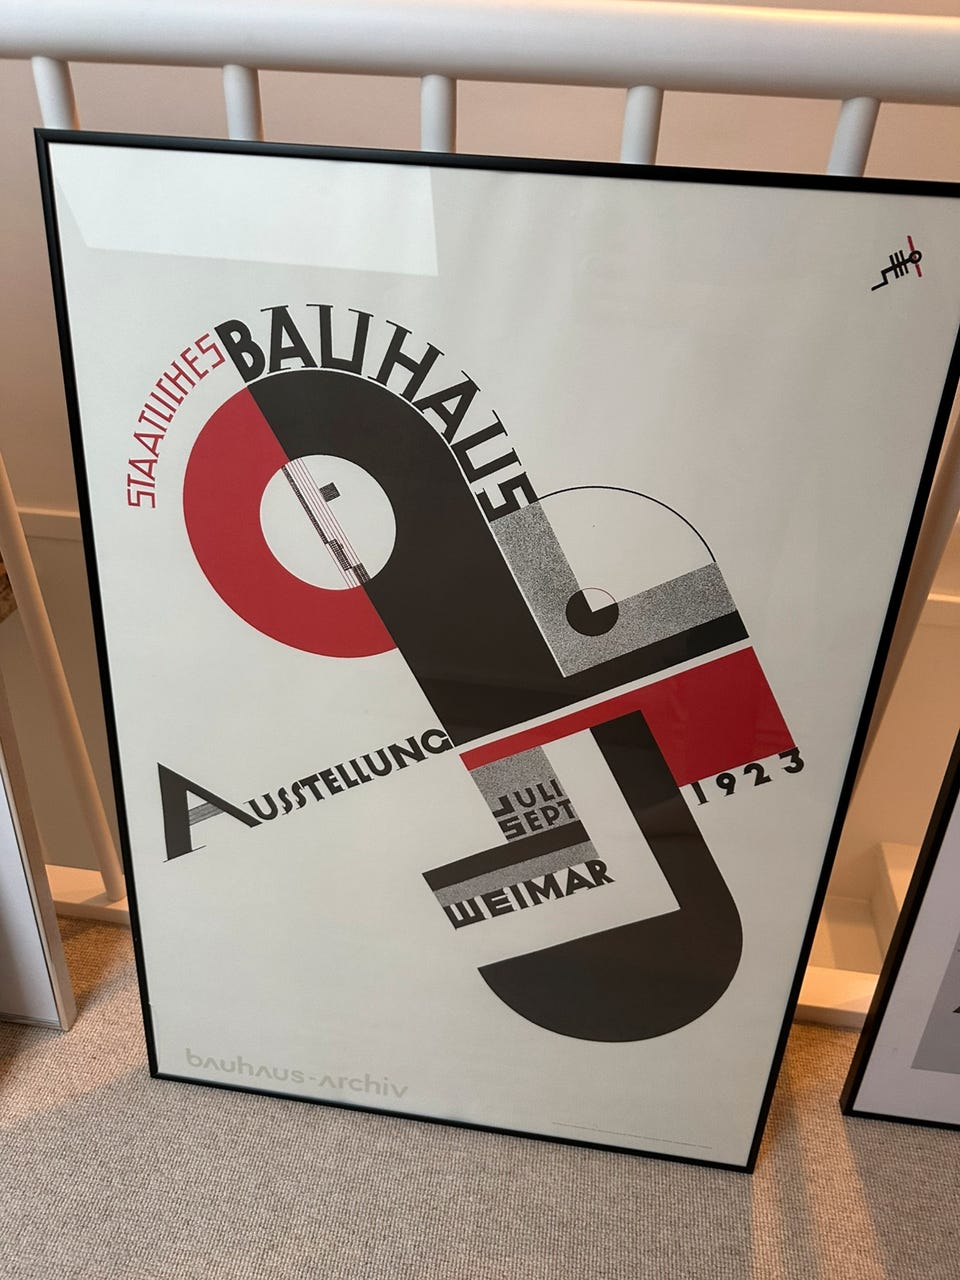 STAATLICHES
BAUHAUS
AUSSTELLUNG
JULI
SEPT
1923
WEIMAR
bauhaus-archiv